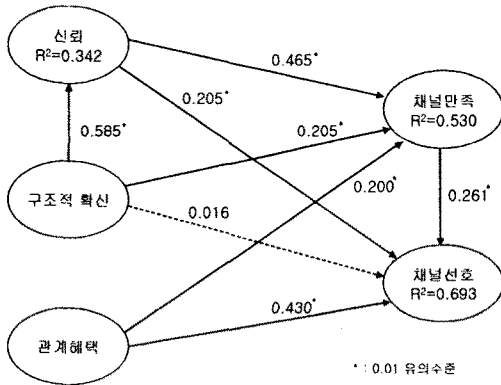 신뢰
R²=0.342
0.465*
0.205*
채널만족
R²=0.530
0.585*
0.205*
구조적 확신
0.200*
0.261*
0.016
채널선호
R²=0.693
0.430*
관계혜택
* : 0.01 유의수준